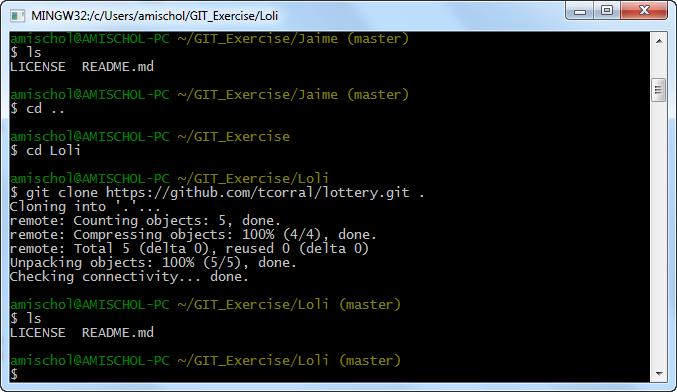 MINGW32:/c/Users/amischol/GIT_Exercise/Loli
amischol@AMISCHOL-PC ~/GIT_Exercise/Jaime (master)
$ ls
LICENSE  README.md
amischol@AMISCHOL-PC ~/GIT_Exercise/Jaime (master)
$ cd ..
amischol@AMISCHOL-PC ~/GIT_Exercise
$ cd Loli
amischol@AMISCHOL-PC ~/GIT_Exercise/Loli
$ git clone https://github.com/tcorral/lottery.git .
Cloning into '.'...
remote: Counting objects: 5, done.
remote: Compressing objects: 100% (4/4), done.
remote: Total 5 (delta 0), reused 0 (delta 0)
Unpacking objects: 100% (5/5), done.
Checking connectivity... done.
amischol@AMISCHOL-PC ~/GIT_Exercise/Loli (master)
$ ls
LICENSE  README.md
amischol@AMISCHOL-PC ~/GIT_Exercise/Loli (master)
$